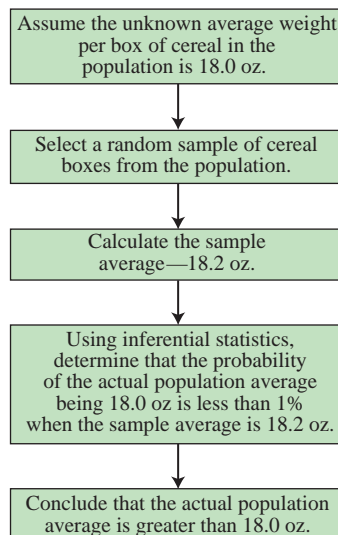 Assume the unknown average weight
per box of cereal in the
population is 18.0 oz.
Select a random sample of cereal
boxes from the population.
Calculate the sample
average—18.2 oz.
Using inferential statistics,
determine that the probability
of the actual population average
being 18.0 oz is less than 1%
when the sample average is 18.2 oz.
Conclude that the actual population
average is greater than 18.0 oz.